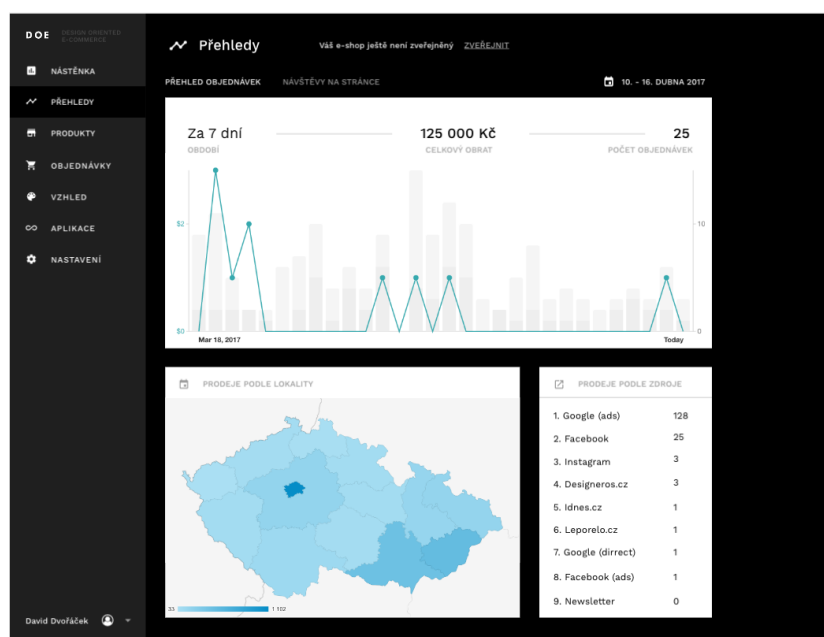 DOE
DESIGN ORIENTED
E-COMMERCE
NÁSTĚNKA
PŘEHLEDY
PRODUKTY
OBJEDNÁVKY
VZHLED
APLIKACE
NASTAVENÍ
David Dvořáček
Přehledy
Váš e-shop ještě není zveřejněný ZVEŘEJNIT
PŘEHLED OBJEDNÁVEK NÁVŠTĚVY NA STRÁNCE 10. - 16. DUBNA 2017
Za 7 dní 125 000 Kč 25
OBDOBÍ CELKOVÝ OBRAT POČET OBJEDNÁVEK
$2 10
$0 0
Mar 18, 2017 Today
PRODEJE PODLE LOKALITY
33 1 102
PRODEJE PODLE ZDROJE
1. Google (ads) 128
2. Facebook 25
3. Instagram 3
4. Designeros.cz 3
5. Idnes.cz 1
6. Leporelo.cz 1
7. Google (dirrect) 1
8. Facebook (ads) 1
9. Newsletter 0